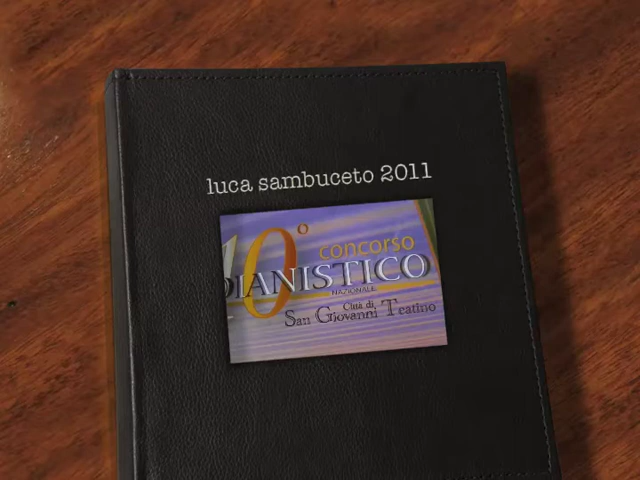 luca sambuceto 2011
10°
concorso
PIANISTICO
NAZIONALE
Città di
San Giovanni Teatino